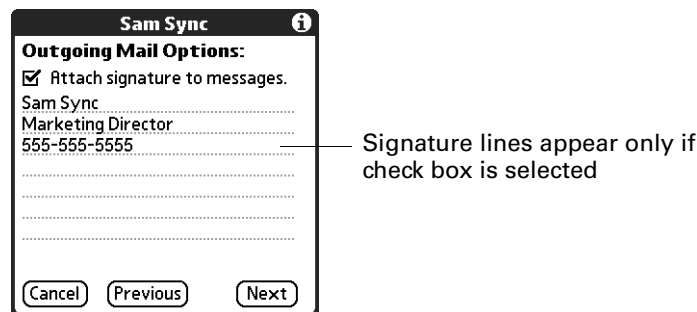 Sam Sync
Outgoing Mail Options:
Attach signature to messages.
Sam Sync
Marketing Director
555-555-5555
Signature lines appear only if
check box is selected
Cancel Previous Next